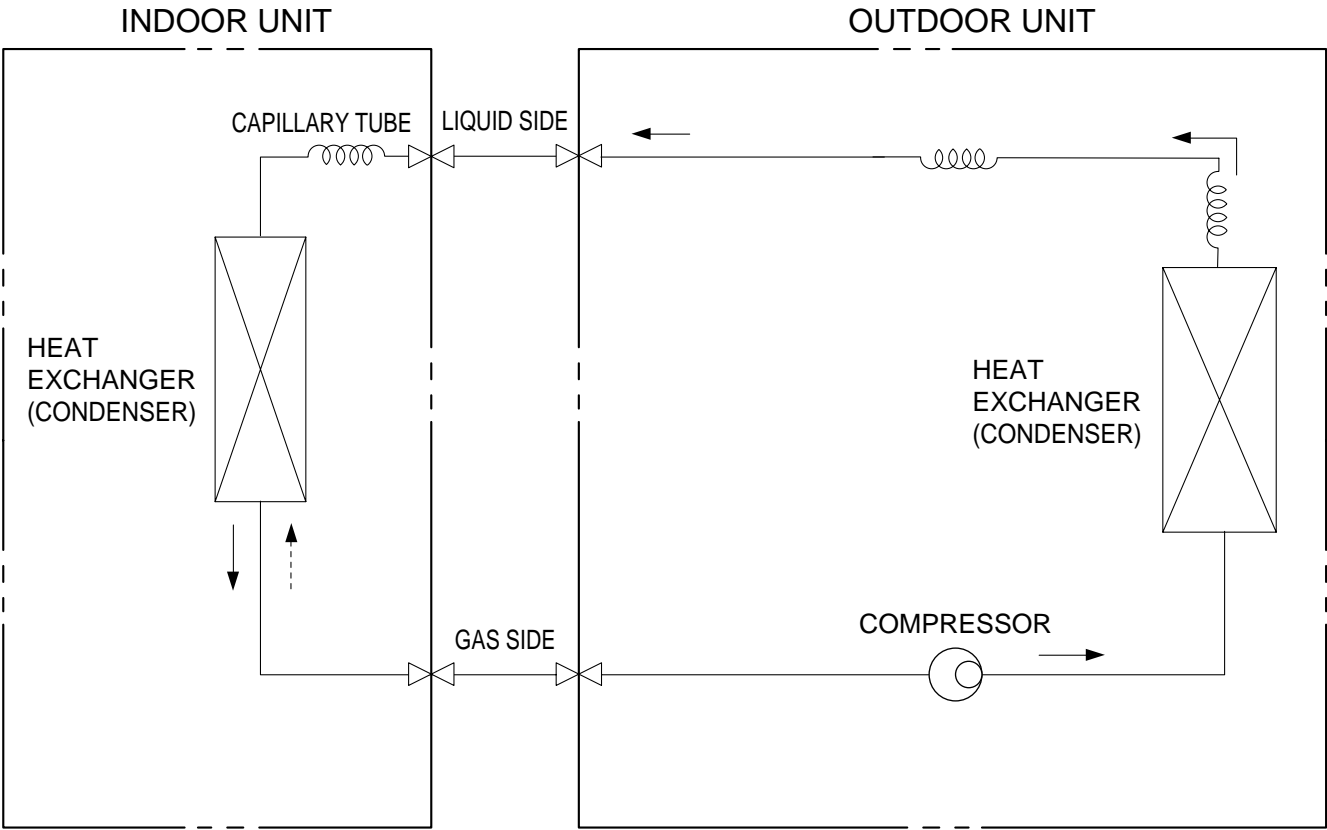 INDOOR UNIT
OUTDOOR UNIT
CAPILLARY TUBE
LIQUID SIDE
HEAT
EXCHANGER
(CONDENSER)
HEAT
EXCHANGER
(CONDENSER)
GAS SIDE
COMPRESSOR